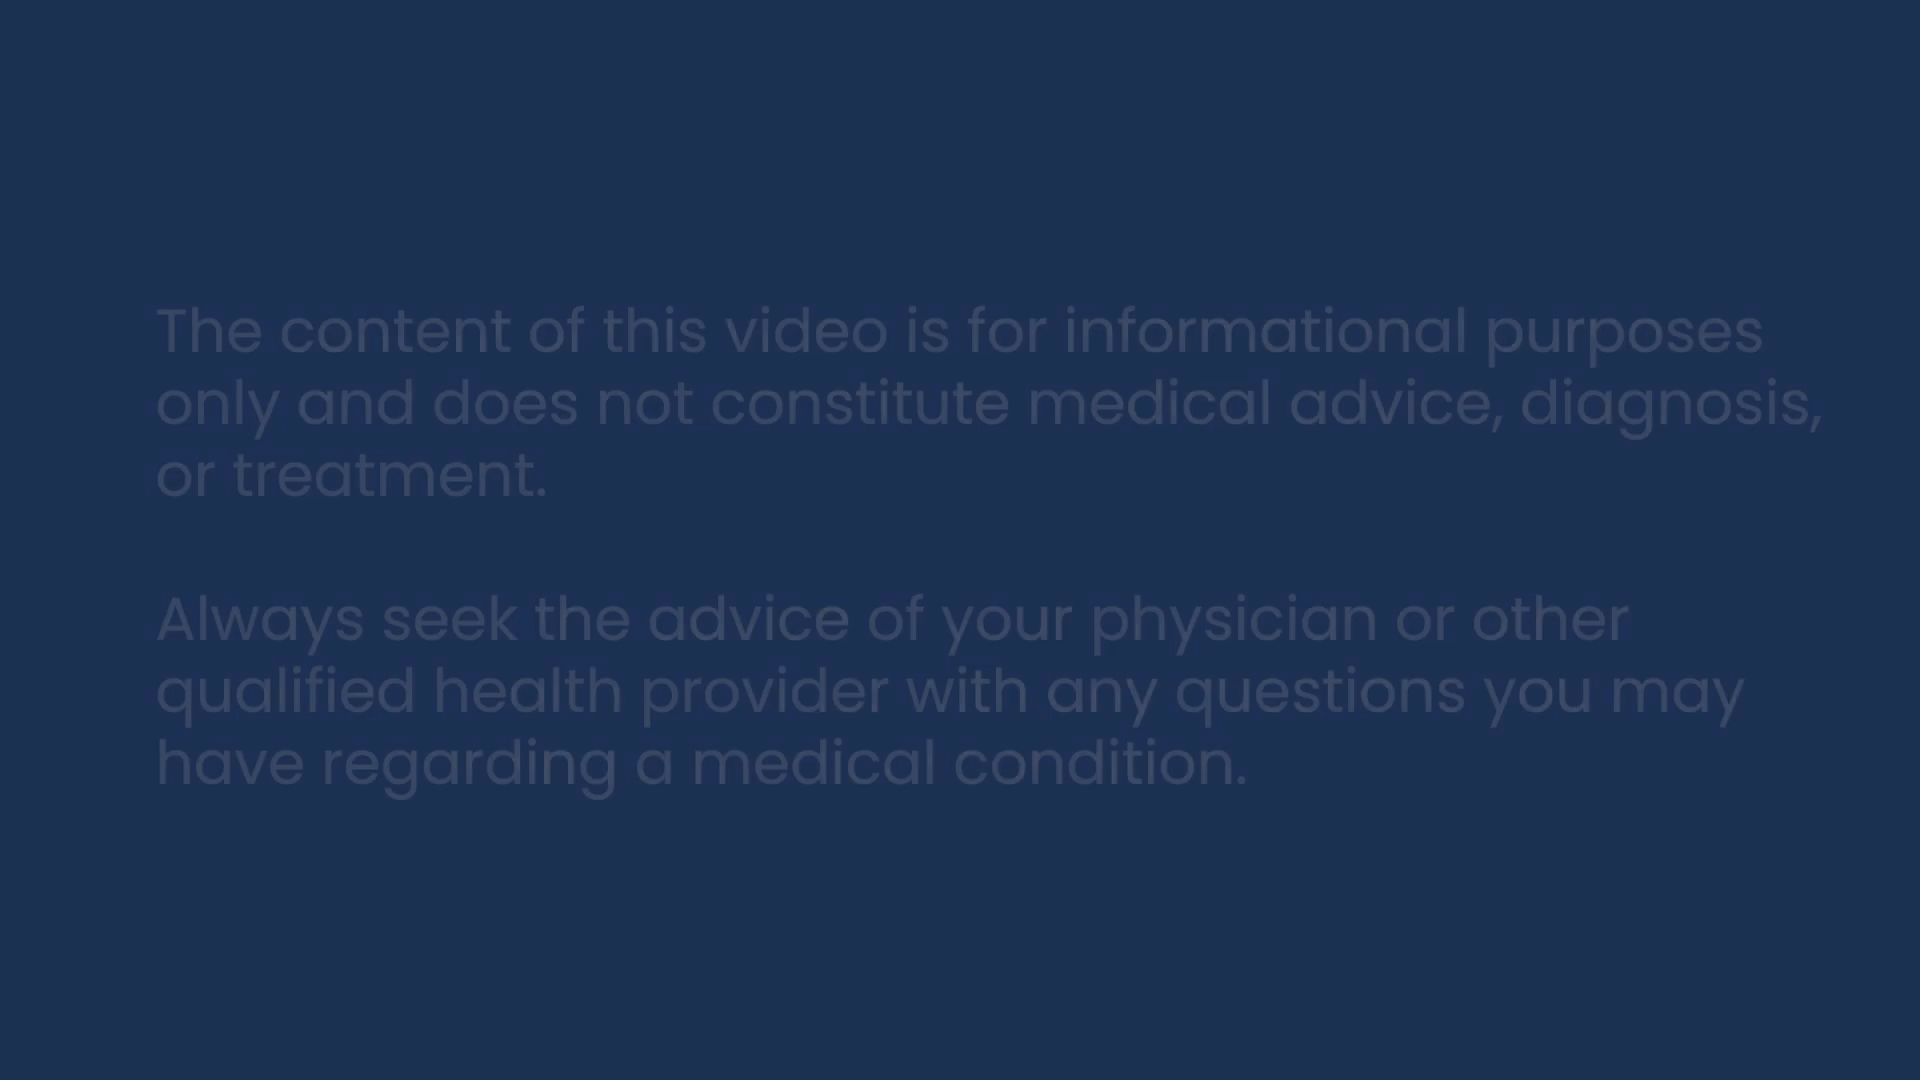 The content of this video is for informational purposes
only and does not constitute medical advice, diagnosis,
or treatment.
Always seek the advice of your physician or other
qualified health provider with any questions you may
have regarding a medical condition.